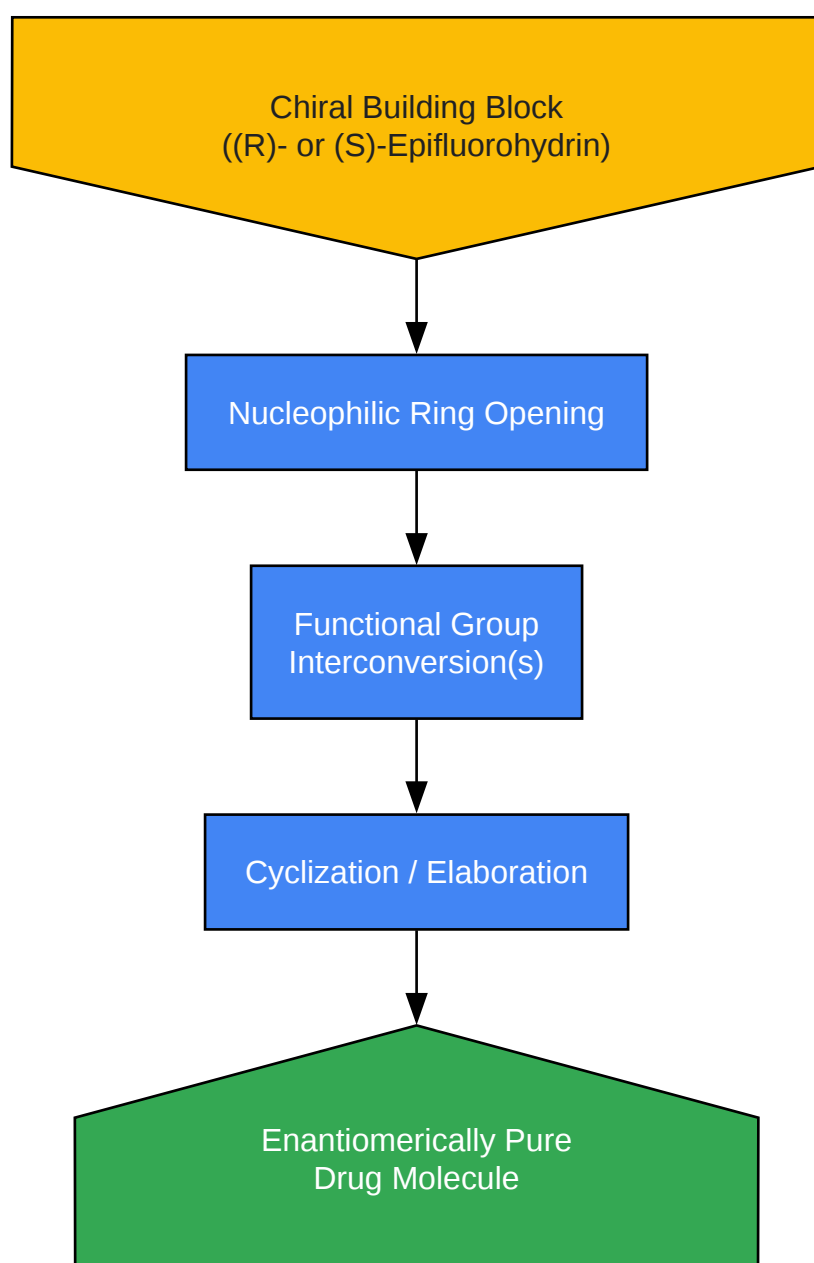 Chiral Building Block
((R)- or (S)-Epifluorohydrin)
Nucleophilic Ring Opening
Functional Group
Interconversion(s)
Cyclization / Elaboration
Enantiomerically Pure
Drug Molecule